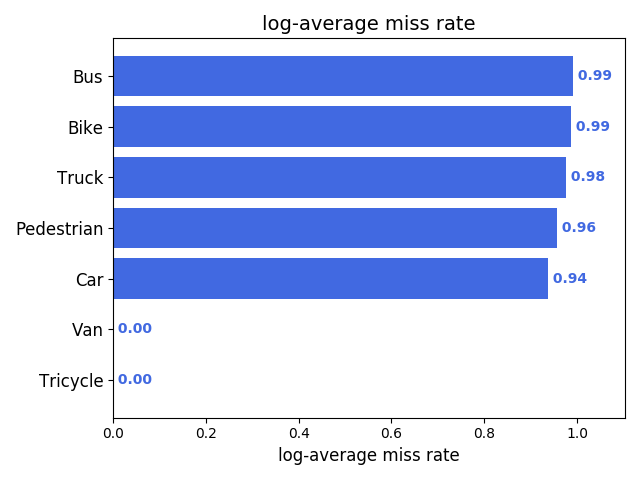 log-average miss rate
Bus 0.99
Bike 0.99
Truck 0.98
Pedestrian 0.96
Car 0.94
Van 0.00
Tricycle 0.00
0.0 0.2 0.4 0.6 0.8 1.0
log-average miss rate